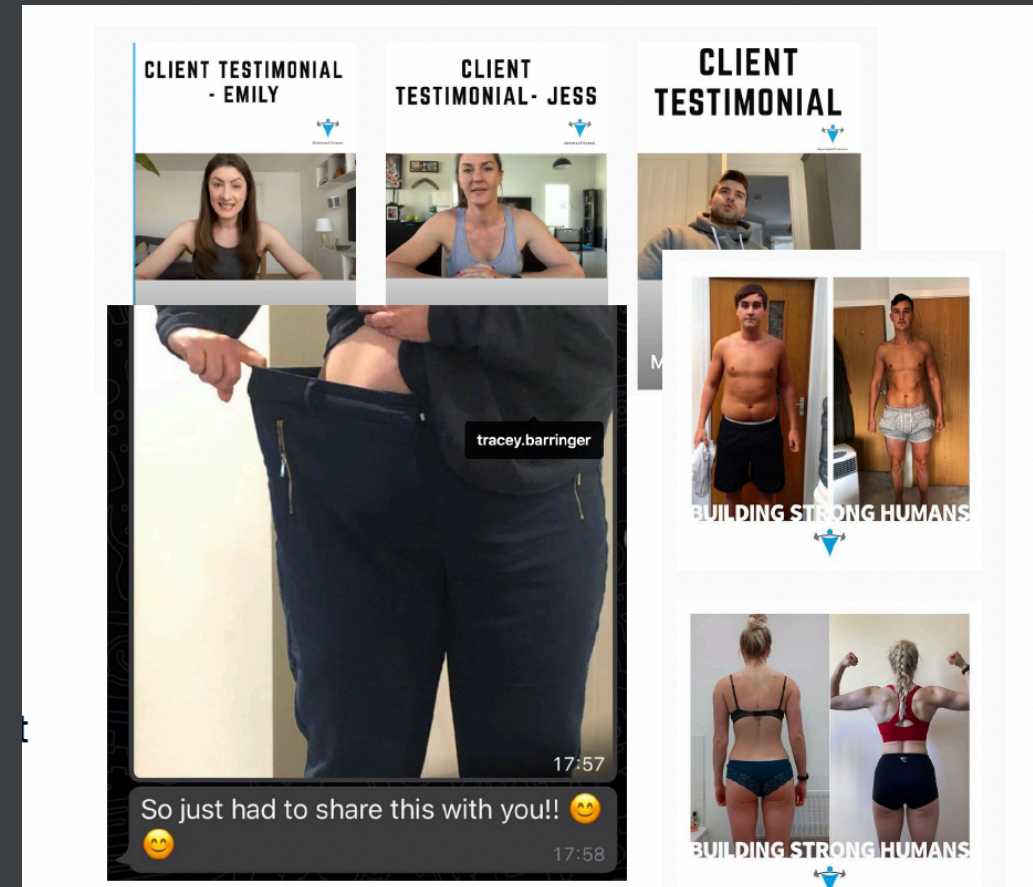 CLIENT TESTIMONIAL
- EMILY
CLIENT
TESTIMONIAL- JESS
CLIENT
TESTIMONIAL
M
tracey.barringer
17:57
So just had to share this with you!! 😊
😊
17:58
BUILDING STRONG HUMANS
BUILDING STRONG HUMANS
t